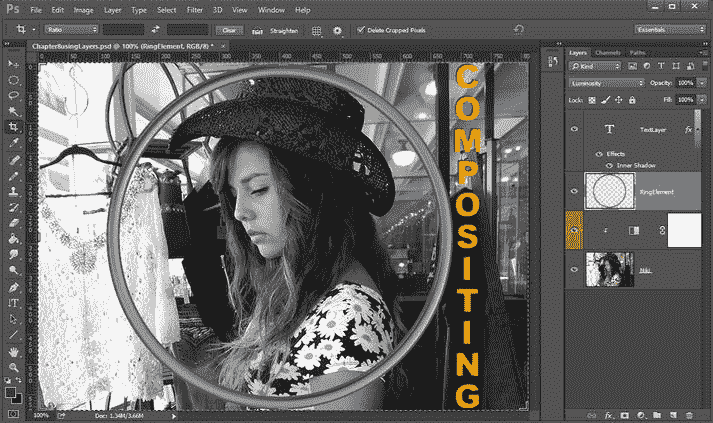 Ps File Edit Image Layer Type Select Filter 3D View Window Help
Ratio Clear Straighten Delete Cropped Pixels Essentials
Chapter8usingLayers.psd @ 100% (RingElement, RGB/8) *
Layers Channels Paths
Kind
Luminosity Opacity: 100%
Lock: Fill: 100%
TextLayer fx
Effects
Inner Shadow
RingElement
Niki
COMPOSITING
100% Doc: 1.34M/3.66M